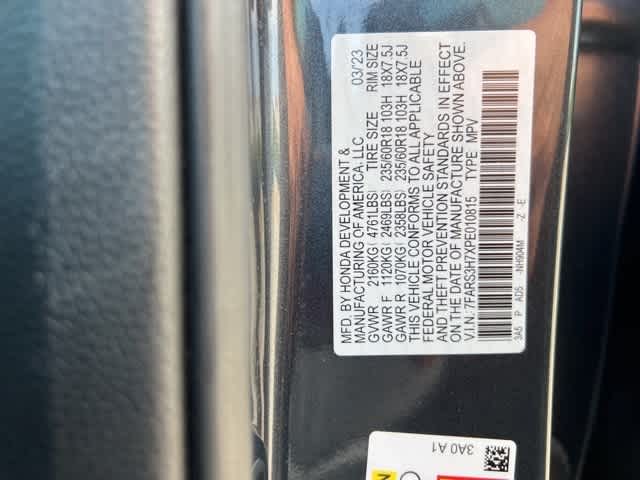 MFD. BY HONDA DEVELOPMENT &
MANUFACTURING OF AMERICA, LLC 03/23
GVWR 2160KG( 4761LBS) TIRE SIZE RIM SIZE
GAWR F 1120KG( 2469LBS) 235/60R18 103H 18X7.5J
GAWR R 1070KG( 2358LBS) 235/60R18 103H 18X7.5J
THIS VEHICLE CONFORMS TO ALL APPLICABLE
FEDERAL MOTOR VEHICLE SAFETY
AND THEFT PREVENTION STANDARDS IN EFFECT
ON THE DATE OF MANUFACTURE SHOWN ABOVE.
V.I.N.: 7FARS3H7XPE010815 TYPE MPV
3A5 P AD5 -NH904M -Z -E
3A0 A1